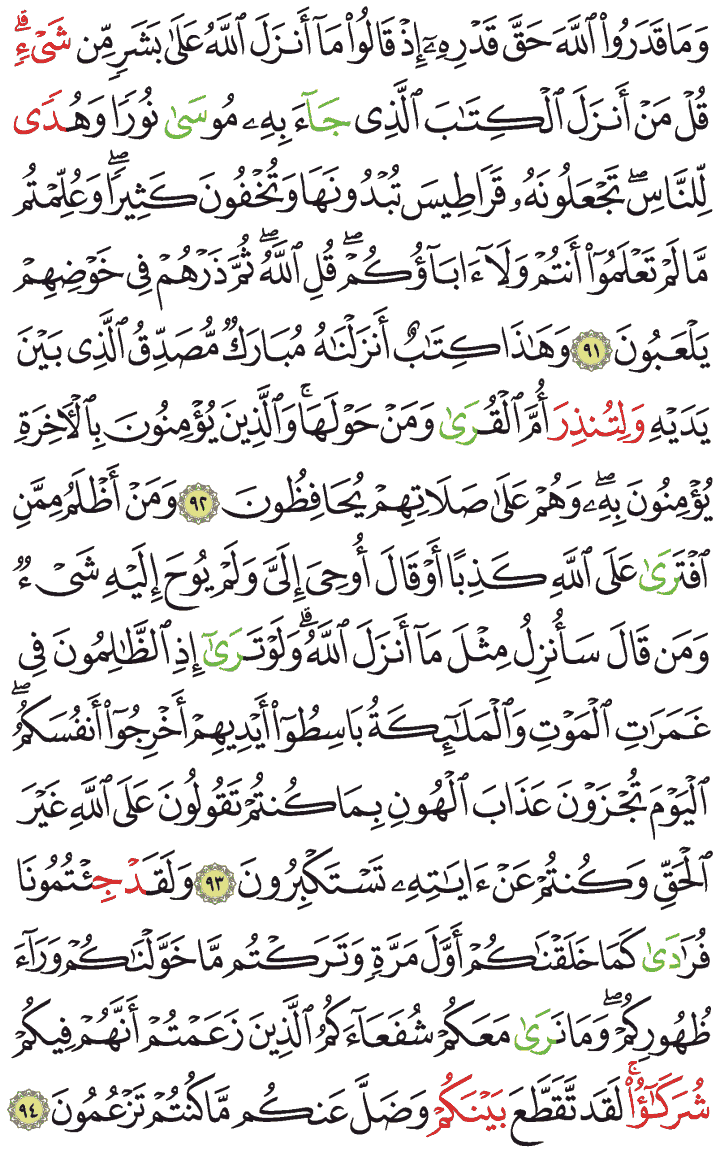 وَمَا قَدَرُوا۟ ٱللَّهَ حَقَّ قَدْرِهِۦٓ إِذْ قَالُوا۟ مَآ أَنزَلَ ٱللَّهُ عَلَىٰ بَشَرٍ مِّن شَىْءٍۗ
قُلْ مَنْ أَنزَلَ ٱلْكِتَـٰبَ ٱلَّذِى جَآءَ بِهِۦ مُوسَىٰ نُورًا وَهُدًى
لِّلنَّاسِۖ تَجْعَلُونَهُۥ قَرَاطِيسَ تُبْدُونَهَا وَتُخْفُونَ كَثِيرًاۖ وَعُلِّمْتُم
مَّا لَمْ تَعْلَمُوٓا۟ أَنتُمْ وَلَآ ءَابَآؤُكُمْۖ قُلِ ٱللَّهُۖ ثُمَّ ذَرْهُمْ فِى خَوْضِهِمْ
يَلْعَبُونَ ٩١ وَهَـٰذَا كِتَـٰبٌ أَنزَلْنَـٰهُ مُبَارَكٌ مُّصَدِّقُ ٱلَّذِى بَيْنَ
يَدَيْهِ وَلِتُنذِرَ أُمَّ ٱلْقُرَىٰ وَمَنْ حَوْلَهَاۚ وَٱلَّذِينَ يُؤْمِنُونَ بِٱلْأَخِرَةِ
يُؤْمِنُونَ بِهِۦۖ وَهُمْ عَلَىٰ صَلَاتِهِمْ يُحَافِظُونَ ٩٢ وَمَنْ أَظْلَمُ مِمَّنِ
ٱفْتَرَىٰ عَلَى ٱللَّهِ كَذِبًا أَوْ قَالَ أُوحِىَ إِلَىَّ وَلَمْ يُوحَ إِلَيْهِ شَىْءٌ
وَمَن قَالَ سَأُنزِلُ مِثْلَ مَآ أَنزَلَ ٱللَّهُۗ وَلَوْ تَرَىٰٓ إِذِ ٱلظَّـٰلِمُونَ فِى
غَمَرَٰتِ ٱلْمَوْتِ وَٱلْمَلَـٰٓئِكَةُ بَاسِطُوٓا۟ أَيْدِيهِمْ أَخْرِجُوٓا۟ أَنفُسَكُمُۖ
ٱلْيَوْمَ تُجْزَوْنَ عَذَابَ ٱلْهُونِ بِمَا كُنتُمْ تَقُولُونَ عَلَى ٱللَّهِ غَيْرَ
ٱلْحَقِّ وَكُنتُمْ عَنْ ءَايَـٰتِهِۦ تَسْتَكْبِرُونَ ٩٣ وَلَقَدْ جِئْتُمُونَا
فُرَٰدَىٰ كَمَا خَلَقْنَـٰكُمْ أَوَّلَ مَرَّةٍ وَتَرَكْتُم مَّا خَوَّلْنَـٰكُمْ وَرَآءَ
ظُهُورِكُمْۖ وَمَا نَرَىٰ مَعَكُمْ شُفَعَآءَكُمُ ٱلَّذِينَ زَعَمْتُمْ أَنَّهُمْ فِيكُمْ
شُرَكَـٰٓؤُا۟ۚ لَقَد تَّقَطَّعَ بَيْنَكُمْ وَضَلَّ عَنكُم مَّا كُنتُمْ تَزْعُمُونَ ٩٤